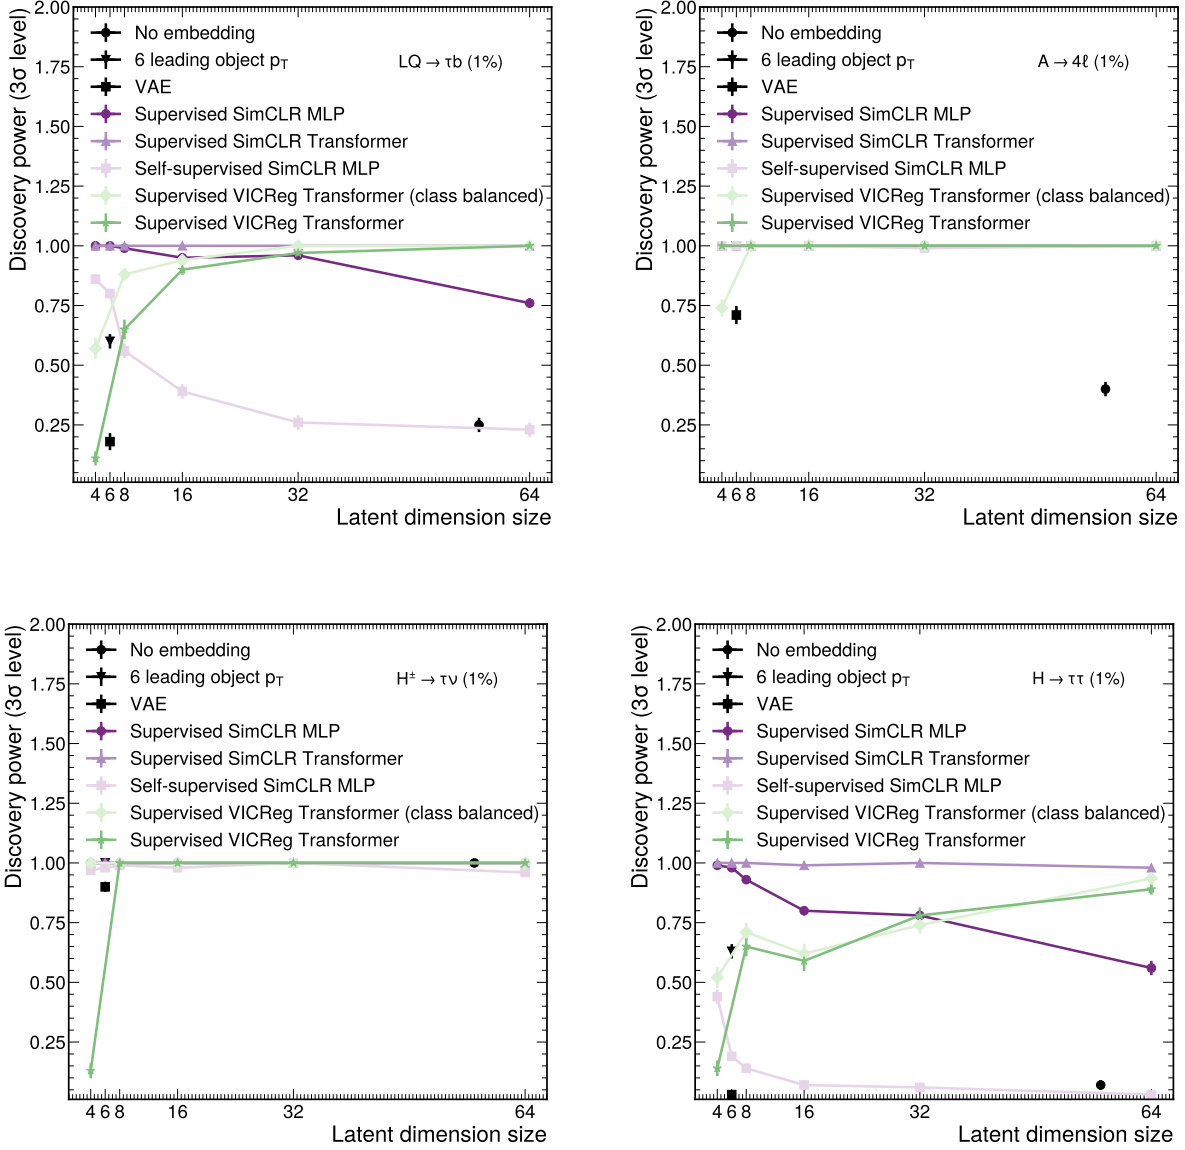 Discovery power (3σ level)
2.00
1.75
1.50
1.25
1.00
0.75
0.50
0.25
No embedding
6 leading object pT
LQ → τb (1%)
VAE
Supervised SimCLR MLP
Supervised SimCLR Transformer
Self-supervised SimCLR MLP
Supervised VICReg Transformer (class balanced)
Supervised VICReg Transformer
4 6 8 16 32 64
Latent dimension size
Discovery power (3σ level)
2.00
1.75
1.50
1.25
1.00
0.75
0.50
0.25
No embedding
6 leading object pT
A → 4ℓ (1%)
VAE
Supervised SimCLR MLP
Supervised SimCLR Transformer
Self-supervised SimCLR MLP
Supervised VICReg Transformer (class balanced)
Supervised VICReg Transformer
4 6 8 16 32 64
Latent dimension size
Discovery power (3σ level)
2.00
1.75
1.50
1.25
1.00
0.75
0.50
0.25
No embedding
6 leading object pT
H± → τν (1%)
VAE
Supervised SimCLR MLP
Supervised SimCLR Transformer
Self-supervised SimCLR MLP
Supervised VICReg Transformer (class balanced)
Supervised VICReg Transformer
4 6 8 16 32 64
Latent dimension size
Discovery power (3σ level)
2.00
1.75
1.50
1.25
1.00
0.75
0.50
0.25
No embedding
6 leading object pT
H → ττ (1%)
VAE
Supervised SimCLR MLP
Supervised SimCLR Transformer
Self-supervised SimCLR MLP
Supervised VICReg Transformer (class balanced)
Supervised VICReg Transformer
4 6 8 16 32 64
Latent dimension size